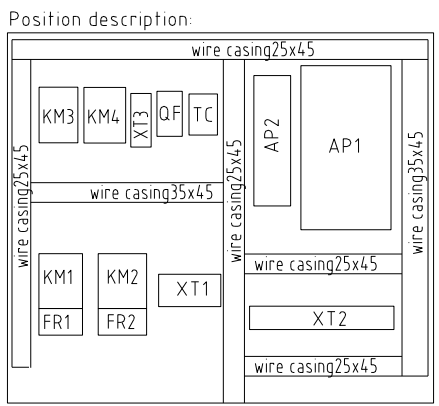 Position description:
wire casing25x45
KM3
KM4
XT3
QF
TC
AP2
AP1
wire casing25x45
wire casing35x45
wire casing25x45
wire casing35x45
KM1
KM2
XT1
wire casing25x45
FR1
FR2
XT2
wire casing25x45